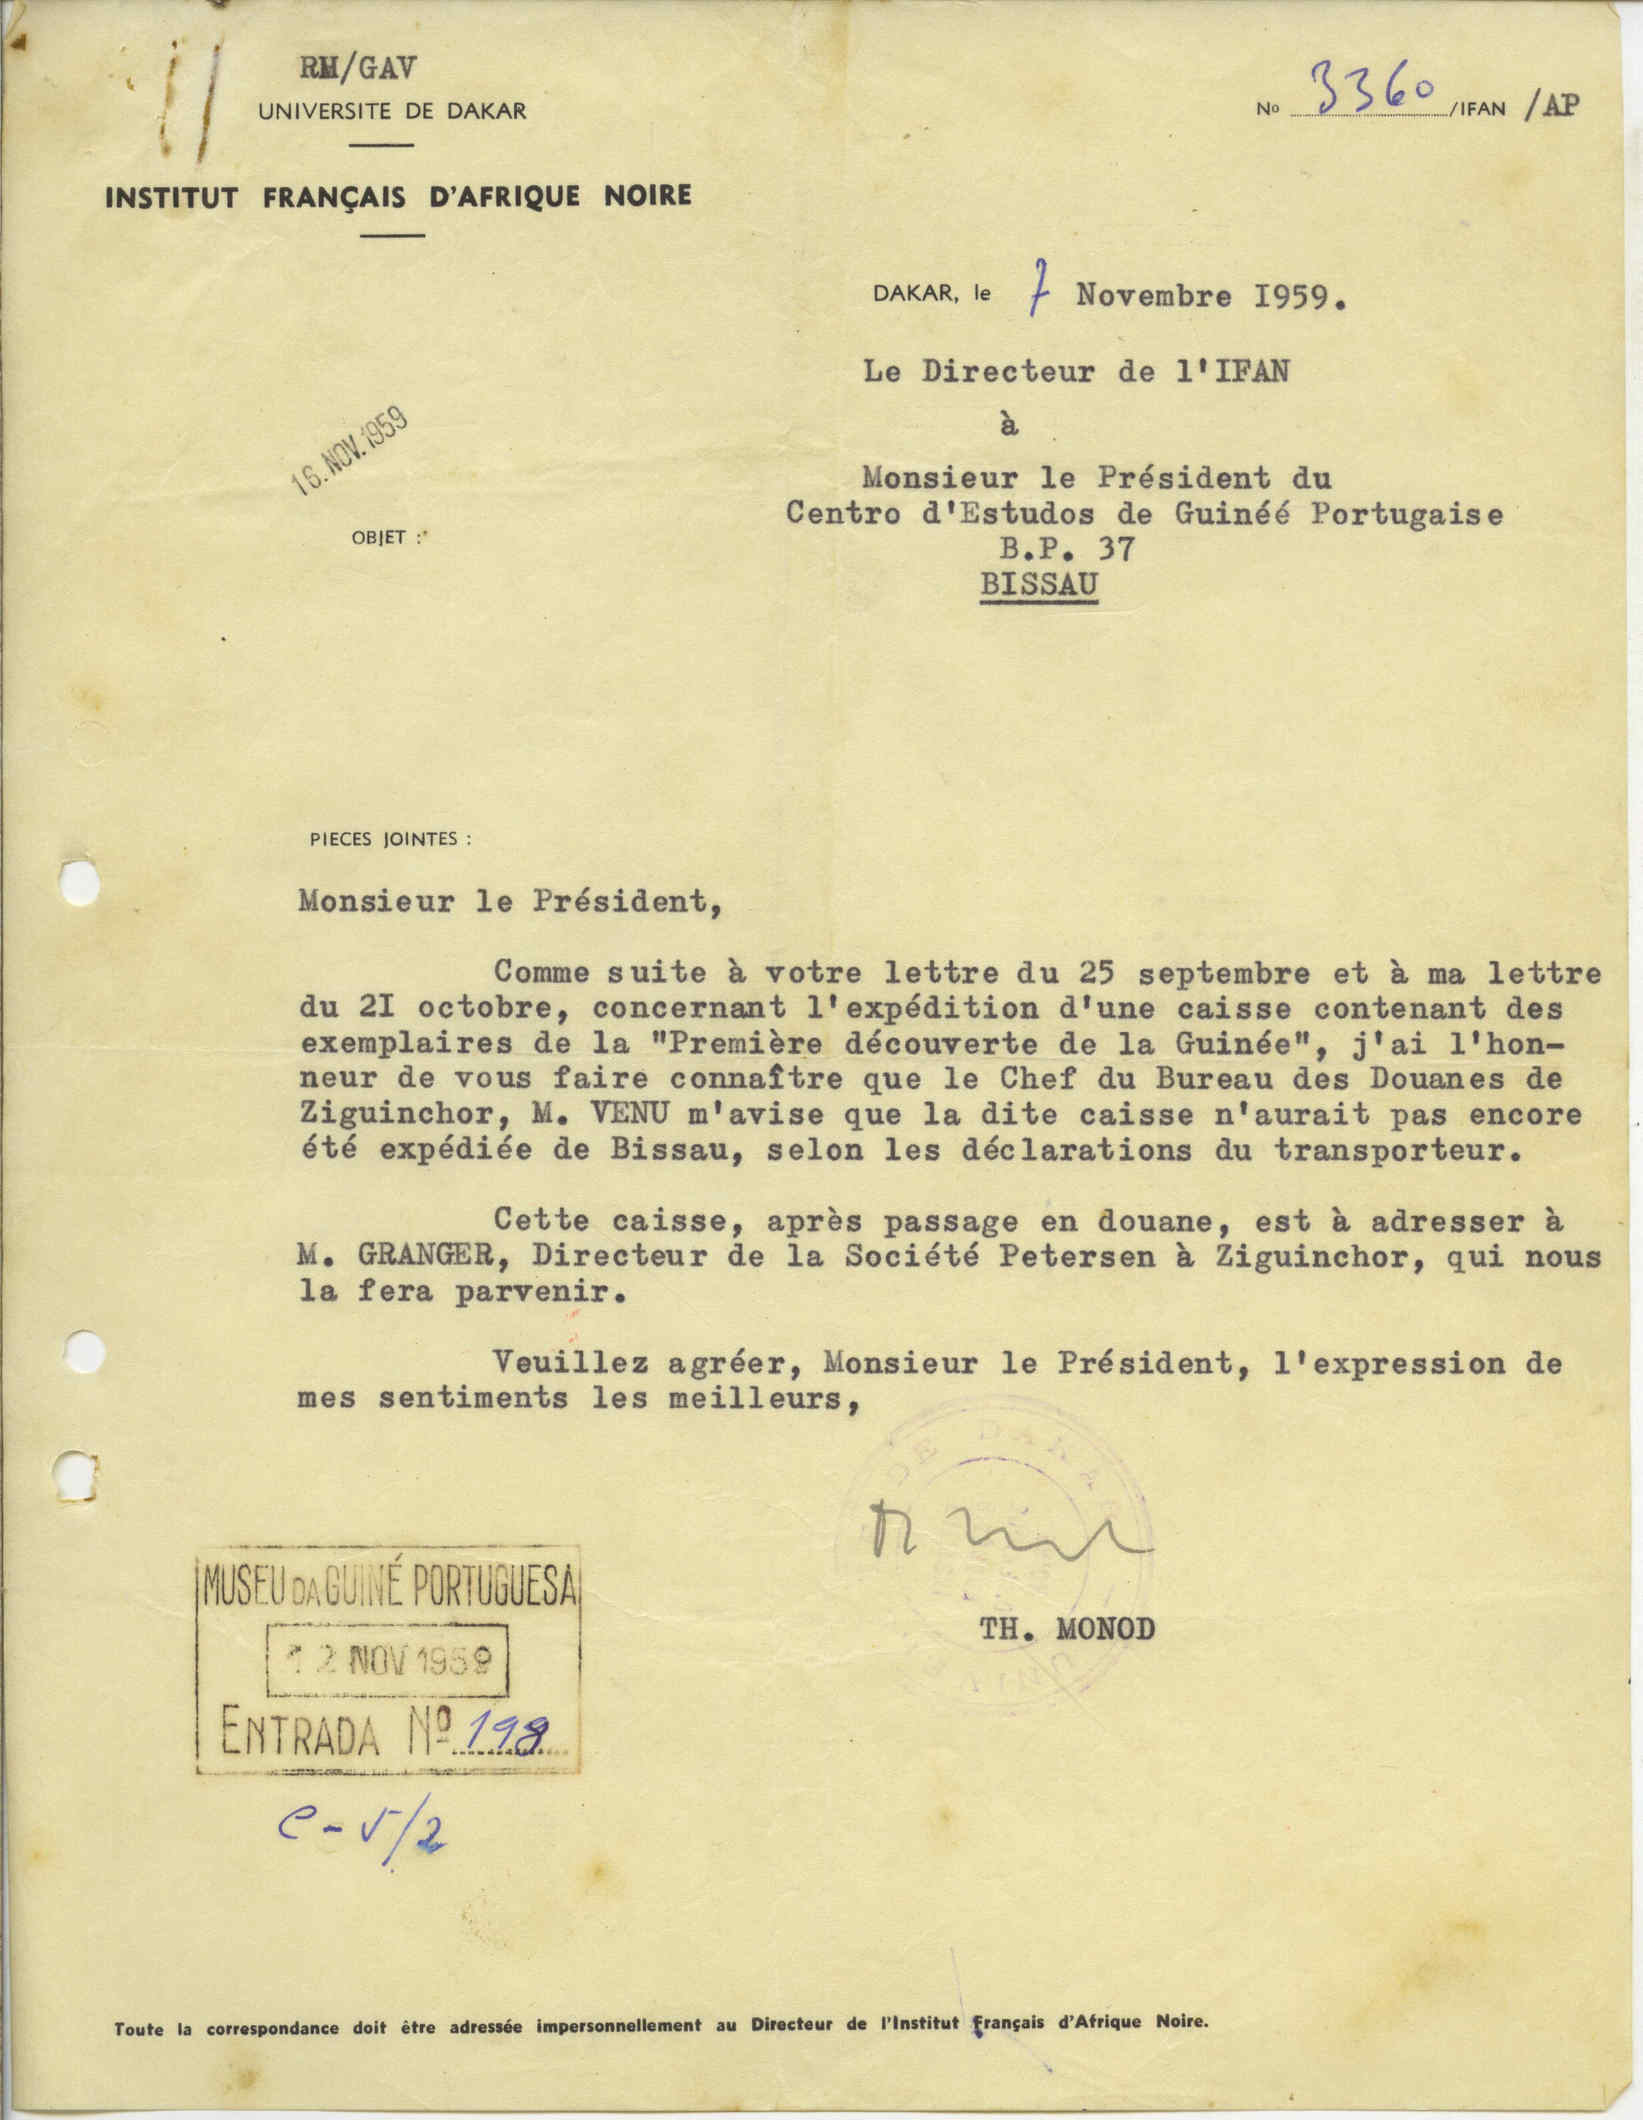 RM/GAV
UNIVERSITE DE DAKAR
INSTITUT FRANÇAIS D'AFRIQUE NOIRE
No 3360 /IFAN /AP
DAKAR, le 7 Novembre I959.
Le Directeur de l'IFAN
à
Monsieur le Président du
Centro d'Estudos de Guinéé Portugaise
B.P. 37
BISSAU
16.NOV.1959
OBJET :
PIECES JOINTES :
Monsieur le Président,
Comme suite à votre lettre du 25 septembre et à ma lettre
du 2I octobre, concernant l'expédition d'une caisse contenant des
exemplaires de la "Première découverte de la Guinée", j'ai l'hon-
neur de vous faire connaître que le Chef du Bureau des Douanes de
Ziguinchor, M. VENU m'avise que la dite caisse n'aurait pas encore
été expédiée de Bissau, selon les déclarations du transporteur.
Cette caisse, après passage en douane, est à adresser à
M. GRANGER, Directeur de la Société Petersen à Ziguinchor, qui nous
la fera parvenir.
Veuillez agréer, Monsieur le Président, l'expression de
mes sentiments les meilleurs,
DE DAKAR
TH. MONOD
MUSEU DA GUINÉ PORTUGUESA
12 NOV 1959
ENTRADA Nº 198
C-5/2
Toute la correspondance doit être adressée impersonnellement au Directeur de l'Institut Français d'Afrique Noire.